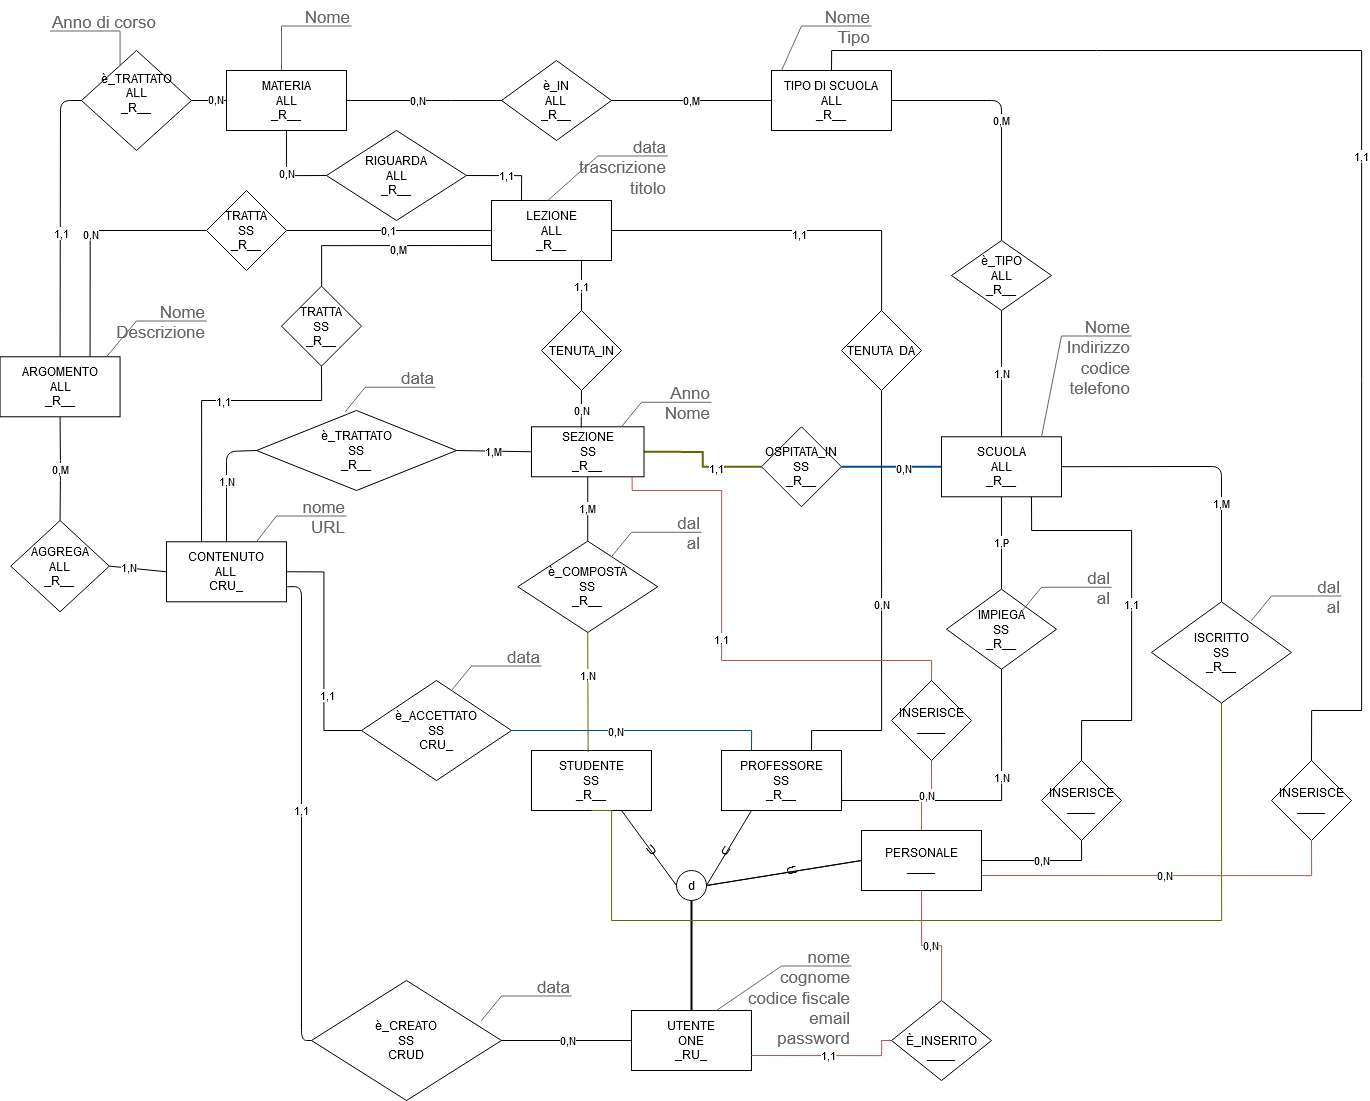 Anno di corso
Nome
Nome
Tipo
è_TRATTATO
ALL
_R__
0,N
MATERIA
ALL
_R__
0,N
è_IN
ALL
_R__
0,M
TIPO DI SCUOLA
ALL
_R__
0,M
1,1
RIGUARDA
ALL
_R__
0,N
1,1
data
trascrizione
titolo
LEZIONE
ALL
_R__
TRATTA
SS
_R__
1,1
0,N
0,1
0,M
1,1
1,1
è_TIPO
ALL
_R__
TRATTA
SS
_R__
Nome
Descrizione
TENUTA_IN
TENUTA DA
Nome
Indirizzo
codice
telefono
ARGOMENTO
ALL
_R__
data
1,N
1,1
0,N
Anno
Nome
è_TRATTATO
SS
_R__
1,M
SEZIONE
SS
_R__
OSPITATA_IN
SS
_R__
1,1
0,N
SCUOLA
ALL
_R__
0,M
1,N
nome
URL
1,M
1,M
dal
al
1,P
AGGREGA
ALL
_R__
1,N
CONTENUTO
ALL
CRU_
è_COMPOSTA
SS
_R__
dal
al
dal
al
0,N
1,1
IMPIEGA
SS
_R__
ISCRITTO
SS
_R__
1,1
data
1,N
1,1
è_ACCETTATO
SS
CRU_
0,N
INSERISCE
____
STUDENTE
SS
_R__
PROFESSORE
SS
_R__
1,N
0,N
INSERISCE
____
INSERISCE
____
1,1
U
U
U
PERSONALE
____
0,N
0,N
d
0,N
nome
cognome
codice fiscale
email
password
data
è_CREATO
SS
CRUD
0,N
UTENTE
ONE
_RU_
1,1
È_INSERITO
____